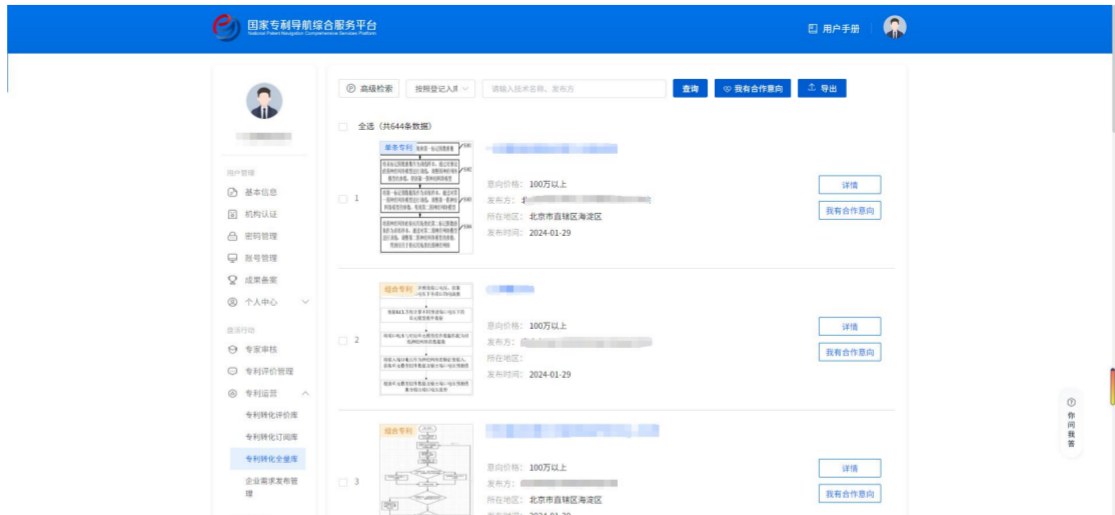 国家专利导航综合服务平台
National Patent Navigation Comprehensive Services Platform
用户手册
用户管理
基本信息
机构认证
密码管理
账号管理
成果备案
个人中心
盘活行动
专家审核
专利评价管理
专利运营
专利转化评价库
专利转化订阅库
专利转化全量库
企业需求发布管
理
高级检索
按照登记入库
请输入技术名称、发布方
查询
我有合作意向
导出
全选（共644条数据）
1
单条专利
意向价格：100万以上
发布方：
所在地区：北京市直辖区海淀区
发布时间：2024-01-29
详情
我有合作意向
2
组合专利
意向价格：100万以上
发布方：
所在地区：
发布时间：2024-01-29
详情
我有合作意向
3
组合专利
意向价格：100万以上
发布方：
所在地区：北京市直辖区海淀区
详情
我有合作意向
你问我答